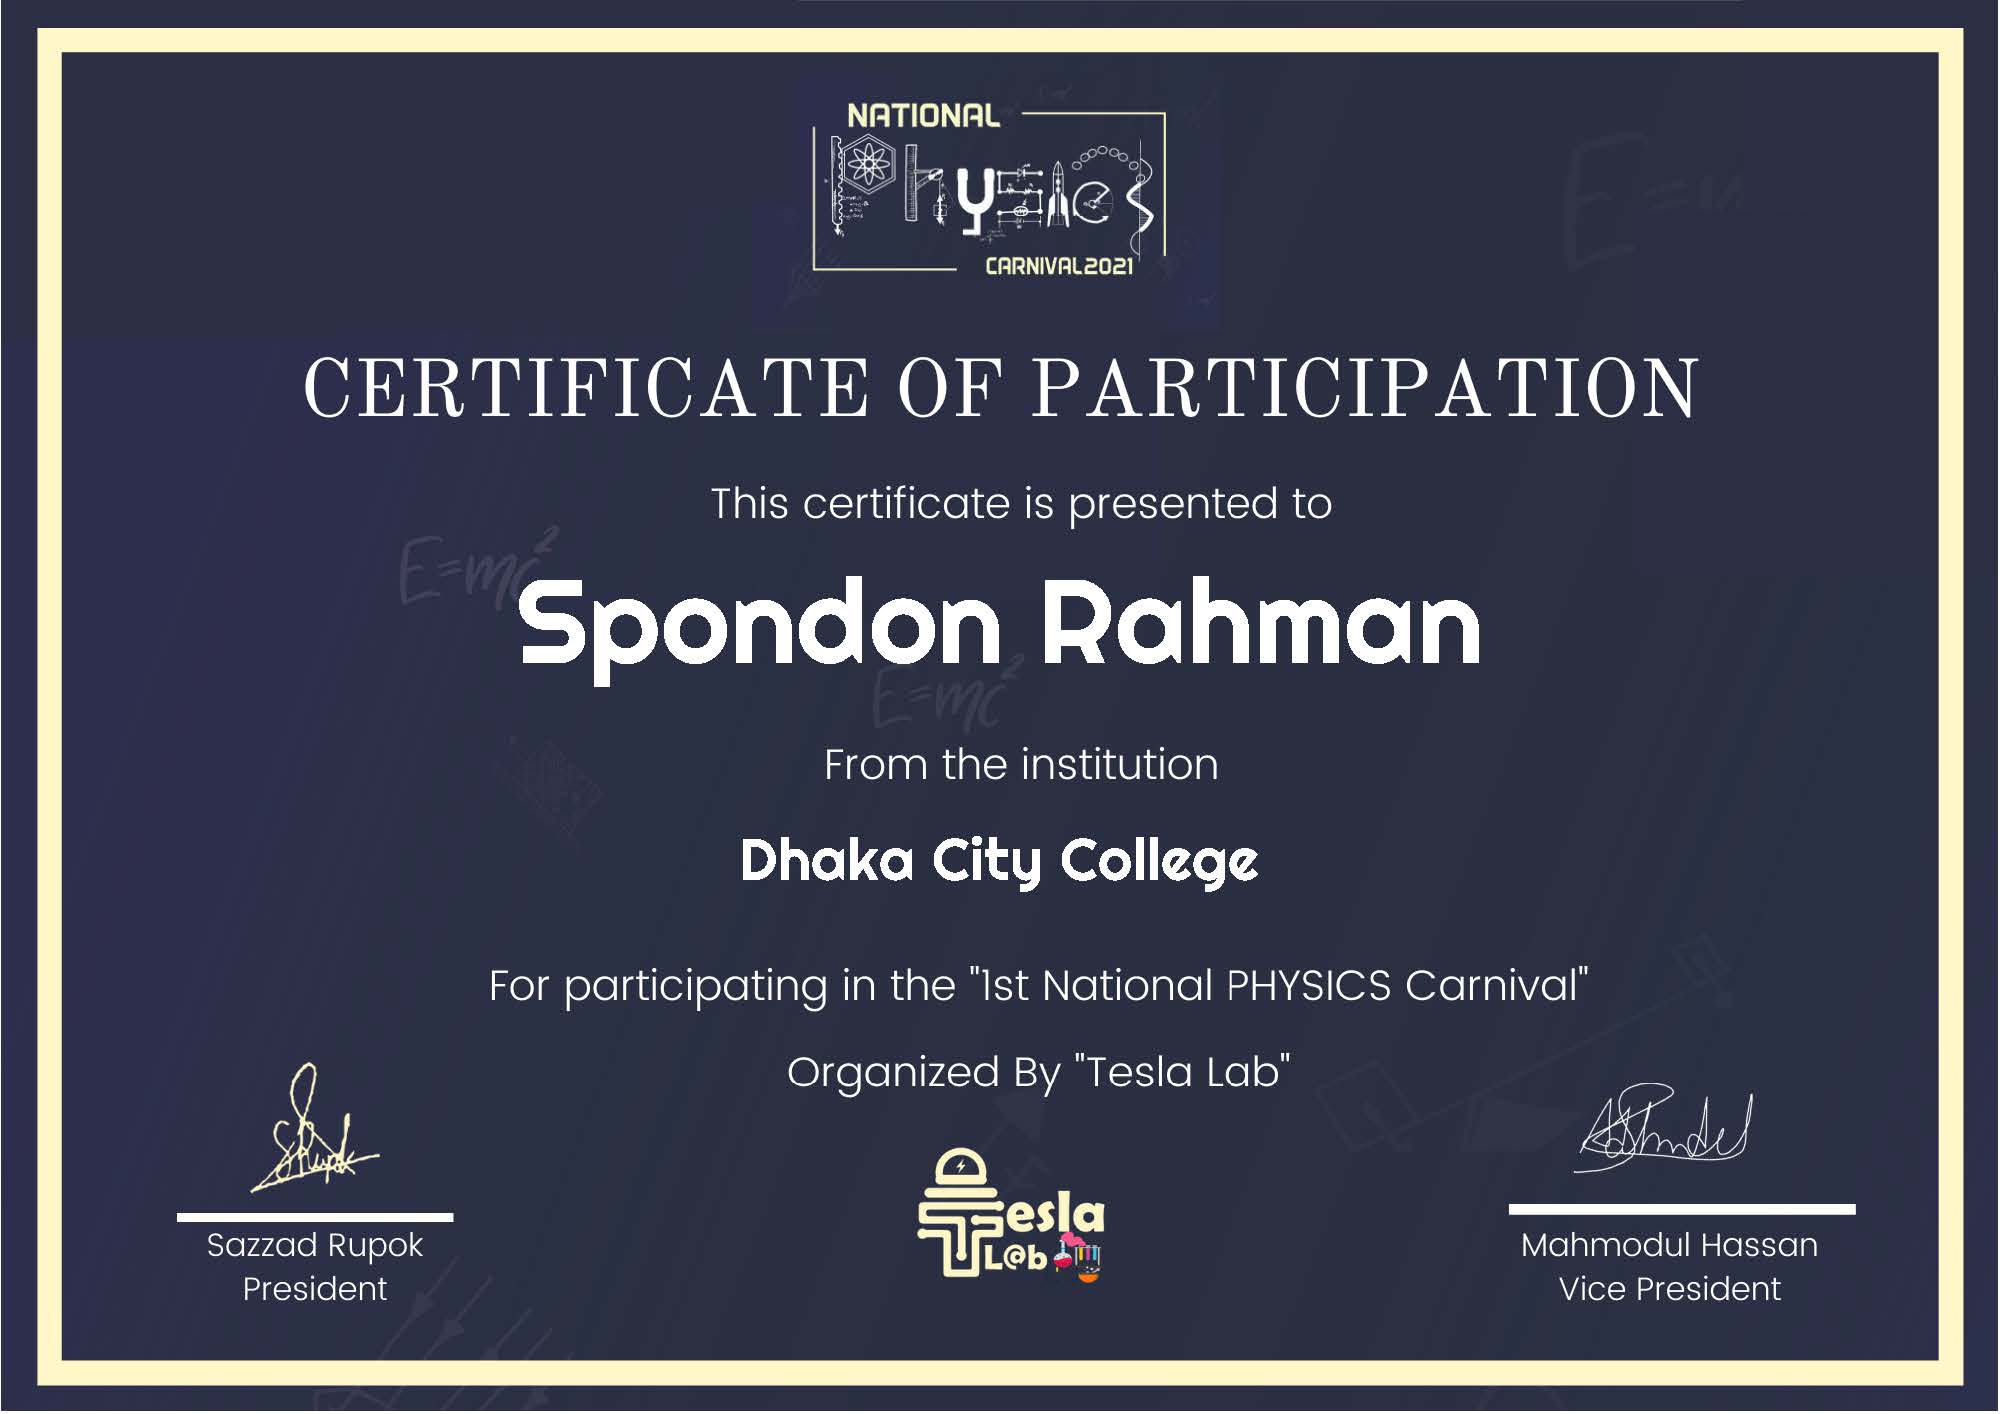 NATIONAL
Physics
CARNIVAL2021
CERTIFICATE OF PARTICIPATION
This certificate is presented to
E=mc²
Spondon Rahman
E=mc²
From the institution
Dhaka City College
For participating in the "1st National PHYSICS Carnival"
Organized By "Tesla Lab"
Tesla
L@b
Sazzad Rupok
President
Mahmodul Hassan
Vice President